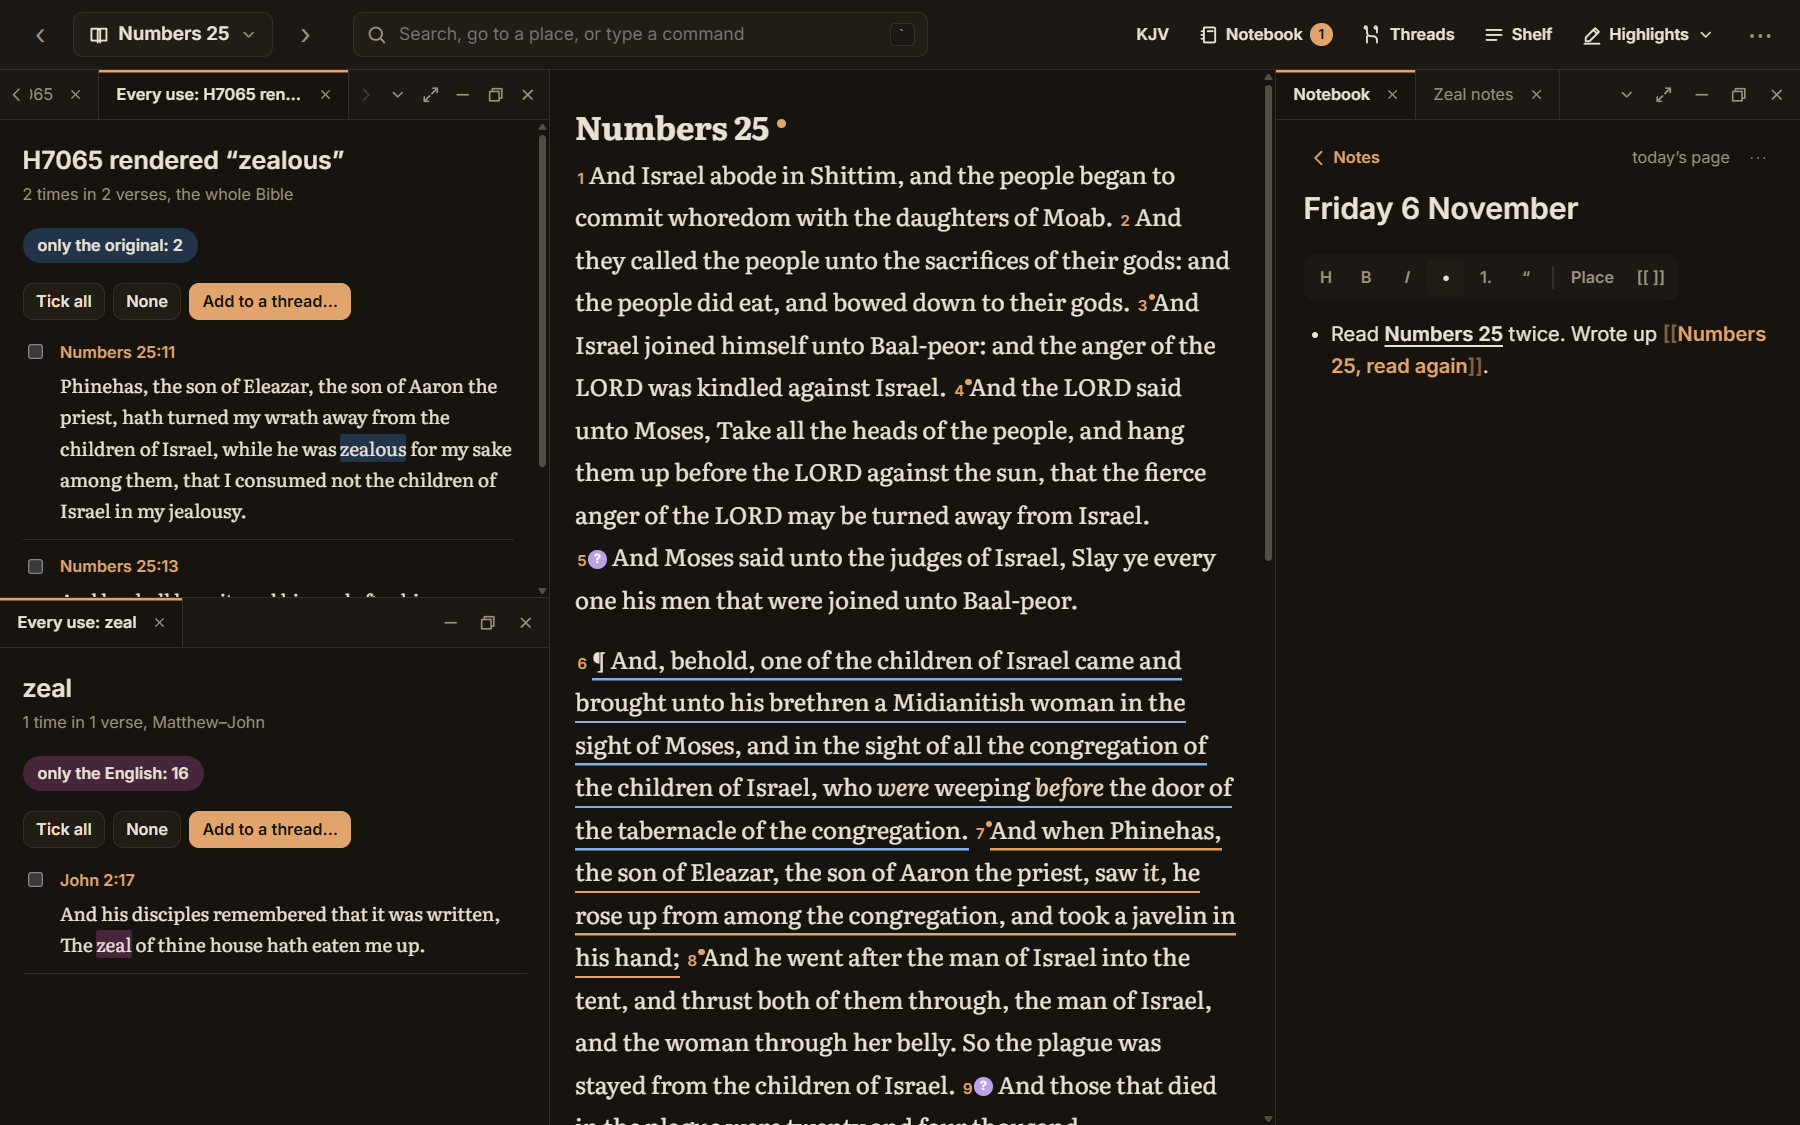 Numbers 25
Search, go to a place, or type a command
`
KJV
Notebook 1
Threads
Shelf
Highlights
065
Every use: H7065 ren...
H7065 rendered “zealous”
2 times in 2 verses, the whole Bible
only the original: 2
Tick all
None
Add to a thread...
Numbers 25:11
Phinehas, the son of Eleazar, the son of Aaron the
priest, hath turned my wrath away from the
children of Israel, while he was zealous for my sake
among them, that I consumed not the children of
Israel in my jealousy.
Numbers 25:13
Every use: zeal
zeal
1 time in 1 verse, Matthew–John
only the English: 16
Tick all
None
Add to a thread...
John 2:17
And his disciples remembered that it was written,
The zeal of thine house hath eaten me up.
Numbers 25
1 And Israel abode in Shittim, and the people began to
commit whoredom with the daughters of Moab. 2 And
they called the people unto the sacrifices of their gods: and
the people did eat, and bowed down to their gods. 3 And
Israel joined himself unto Baal-peor: and the anger of the
LORD was kindled against Israel. 4 And the LORD said
unto Moses, Take all the heads of the people, and hang
them up before the LORD against the sun, that the fierce
anger of the LORD may be turned away from Israel.
5 ? And Moses said unto the judges of Israel, Slay ye every
one his men that were joined unto Baal-peor.
6 ¶ And, behold, one of the children of Israel came and
brought unto his brethren a Midianitish woman in the
sight of Moses, and in the sight of all the congregation of
the children of Israel, who were weeping before the door of
the tabernacle of the congregation. 7 And when Phinehas,
the son of Eleazar, the son of Aaron the priest, saw it, he
rose up from among the congregation, and took a javelin in
his hand; 8 And he went after the man of Israel into the
tent, and thrust both of them through, the man of Israel,
and the woman through her belly. So the plague was
stayed from the children of Israel. 9 ? And those that died
in the plague were twenty and four thousand.
Notebook
Zeal notes
Notes
today’s page
Friday 6 November
H B I • 1. “ Place [[ ]]
• Read Numbers 25 twice. Wrote up [[Numbers
25, read again]].